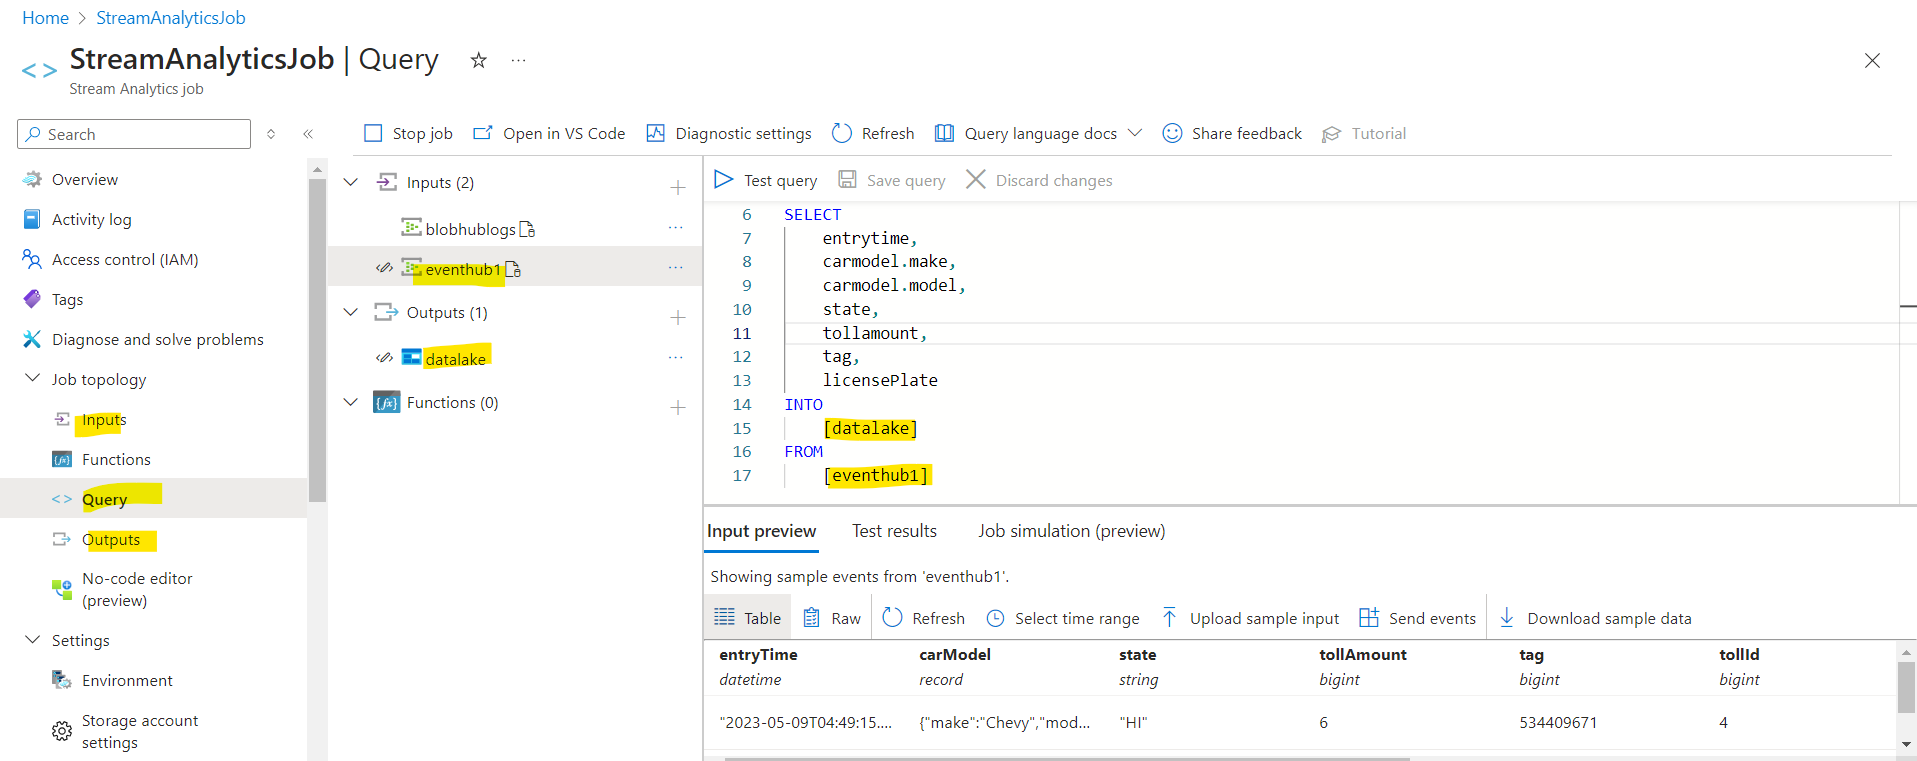 Home > StreamAnalyticsJob
StreamAnalyticsJob | Query ...
Stream Analytics job
Search
Overview
Activity log
Access control (IAM)
Tags
Diagnose and solve problems
Job topology
Inputs
Functions
Query
Outputs
No-code editor
(preview)
Settings
Environment
Storage account
settings
Stop job Open in VS Code Diagnostic settings Refresh Query language docs Share feedback Tutorial
Inputs (2)
blobhublogs
eventhub1
Outputs (1)
datalake
Functions (0)
Test query Save query Discard changes
6 SELECT
7 entrytime,
8 carmodel.make,
9 carmodel.model,
10 state,
11 tollamount,
12 tag,
13 licensePlate
14 INTO
15 [datalake]
16 FROM
17 [eventhub1]
Input preview Test results Job simulation (preview)
Showing sample events from 'eventhub1'.
Table Raw Refresh Select time range Upload sample input Send events Download sample data
entryTime carModel state tollAmount tag tollId
datetime record string bigint bigint bigint
"2023-05-09T04:49:15.... {"make":"Chevy","mod... "HI" 6 534409671 4